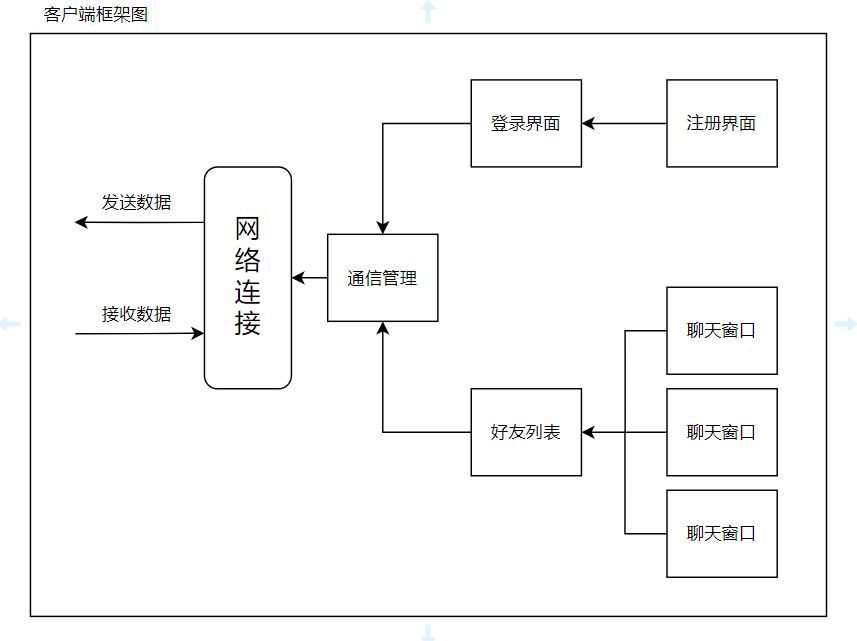 客户端框架图
登录界面
注册界面
发送数据
网
络
连
接
通信管理
接收数据
聊天窗口
好友列表
聊天窗口
聊天窗口